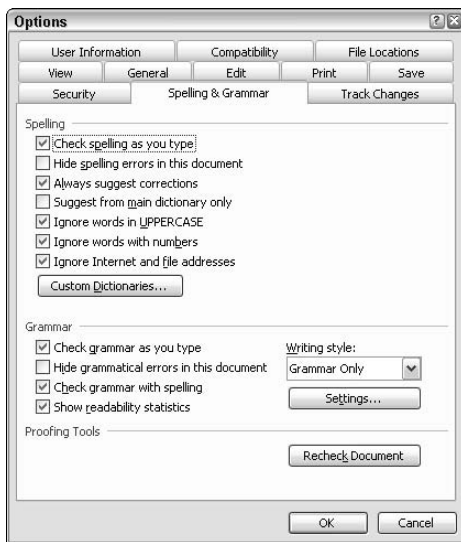 Options
User Information Compatibility File Locations
View General Edit Print Save
Security Spelling & Grammar Track Changes
Spelling
Check spelling as you type
Hide spelling errors in this document
Always suggest corrections
Suggest from main dictionary only
Ignore words in UPPERCASE
Ignore words with numbers
Ignore Internet and file addresses
Custom Dictionaries...
Grammar
Check grammar as you type Writing style:
Hide grammatical errors in this document Grammar Only
Check grammar with spelling
Show readability statistics Settings...
Proofing Tools
Recheck Document
OK Cancel